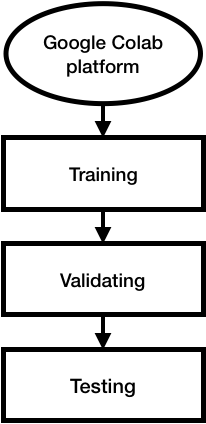 Google Colab
platform
Training
Validating
Testing